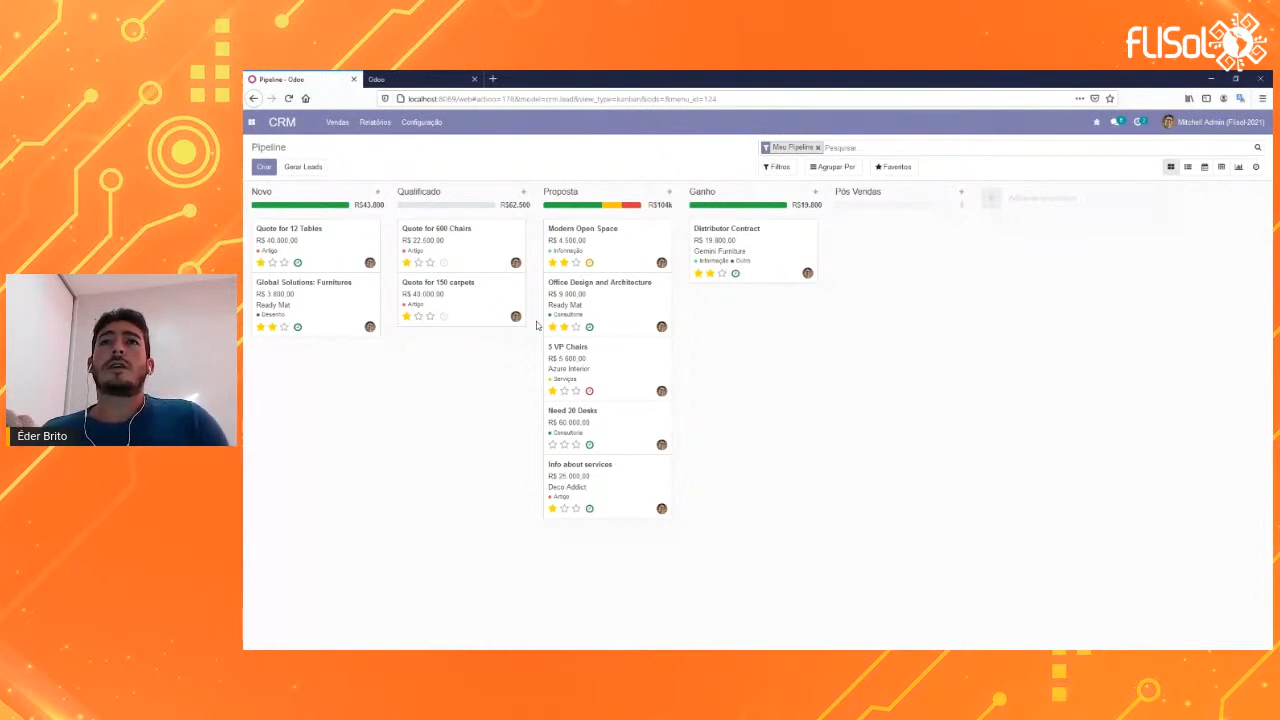 FLISoL
Pipeline - Odoo
Odoo
CRM
Vendas
Relatórios
Configuração
Mitchell Admin (Flisol-2021)
Pipeline
Meu Pipeline
Pesquisar...
Criar
Gerar Leads
Filtros
Agrupar Por
Favoritos
Novo
R$43.800
Quote for 12 Tables
R$ 40.000,00
Artigo
Global Solutions: Furnitures
R$ 3.800,00
Ready Mat
Desenho
Qualificado
R$62.500
Quote for 600 Chairs
R$ 22.500,00
Artigo
Quote for 150 carpets
R$ 40.000,00
Artigo
Proposta
R$104k
Modern Open Space
R$ 4.500,00
Informação
Office Design and Architecture
R$ 9.000,00
Ready Mat
Consultoria
5 VP Chairs
R$ 5.600,00
Azure Interior
Serviços
Need 20 Desks
R$ 60.000,00
Consultoria
Info about services
R$ 25.000,00
Deco Addict
Artigo
Ganho
R$19.800
Distributor Contract
R$ 19.800,00
Gemini Furniture
Informação Outro
Pós Vendas
Éder Brito